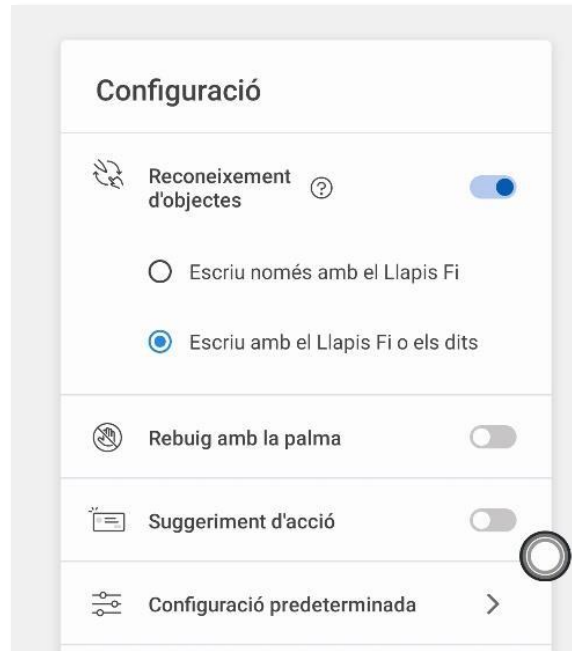 Configuració
Reconeixement
d'objectes
Escriu només amb el Llapis Fi
Escriu amb el Llapis Fi o els dits
Rebuig amb la palma
Suggeriment d'acció
Configuració predeterminada